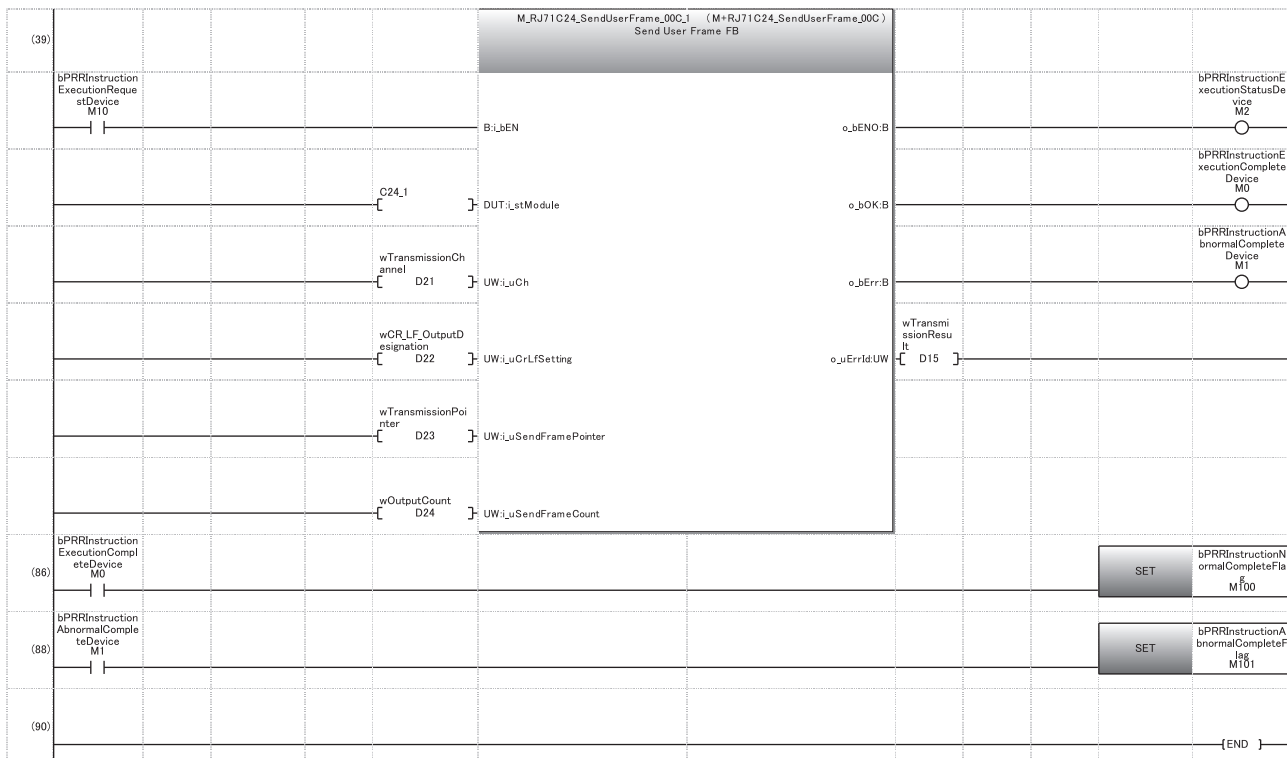 M_RJ71C24_SendUserFrame_00C_1 (M+RJ71C24_SendUserFrame_00C)
Send User Frame FB
(39)
bPRRInstruction
ExecutionReque
stDevice
M10
B:i_bEN
o_bENO:B
bPRRInstructionE
xecutionStatusDe
vice
M2
C24_1
DUT:i_stModule
o_bOK:B
bPRRInstructionE
xecutionComplete
Device
M0
wTransmissionCh
annel
D21
UW:i_uCh
o_bErr:B
bPRRInstructionA
bnormalComplete
Device
M1
wCR_LF_OutputD
esignation
D22
UW:i_uCrLfSetting
o_uErrId:UW
wTransmi
ssionResu
lt
D15
wTransmissionPoi
nter
D23
UW:i_uSendFramePointer
wOutputCount
D24
UW:i_uSendFrameCount
(86)
bPRRInstruction
ExecutionCompl
eteDevice
M0
SET
bPRRInstructionN
ormalCompleteFla
g
M100
(88)
bPRRInstruction
AbnormalComple
teDevice
M1
SET
bPRRInstructionA
bnormalCompleteF
lag
M101
(90)
END